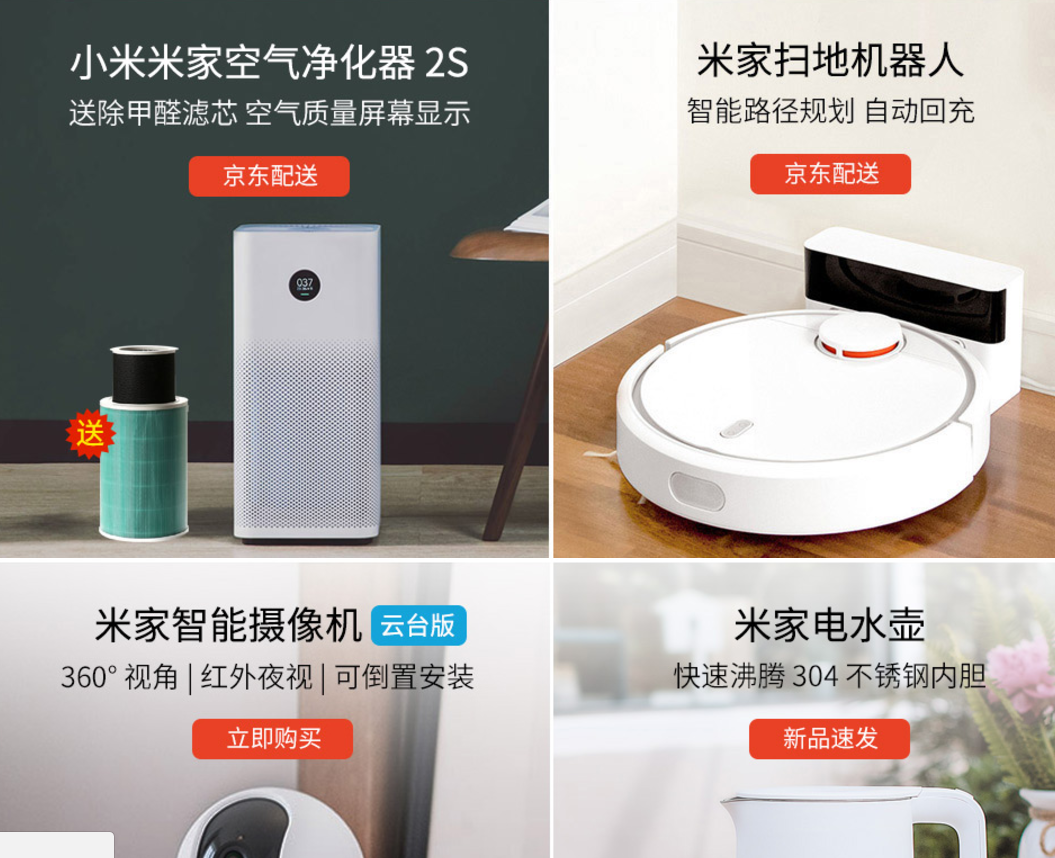 小米米家空气净化器 2S
送除甲醛滤芯 空气质量屏幕显示
京东配送
037
送
米家扫地机器人
智能路径规划 自动回充
京东配送
米家智能摄像机 云台版
360° 视角 | 红外夜视 | 可倒置安装
立即购买
米家电水壶
快速沸腾 304 不锈钢内胆
新品速发